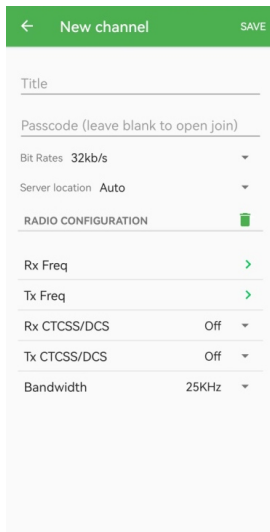 New channel SAVE
Title
Passcode (leave blank to open join)
Bit Rates 32kb/s
Server location Auto
RADIO CONFIGURATION
Rx Freq
Tx Freq
Rx CTCSS/DCS Off
Tx CTCSS/DCS Off
Bandwidth 25KHz